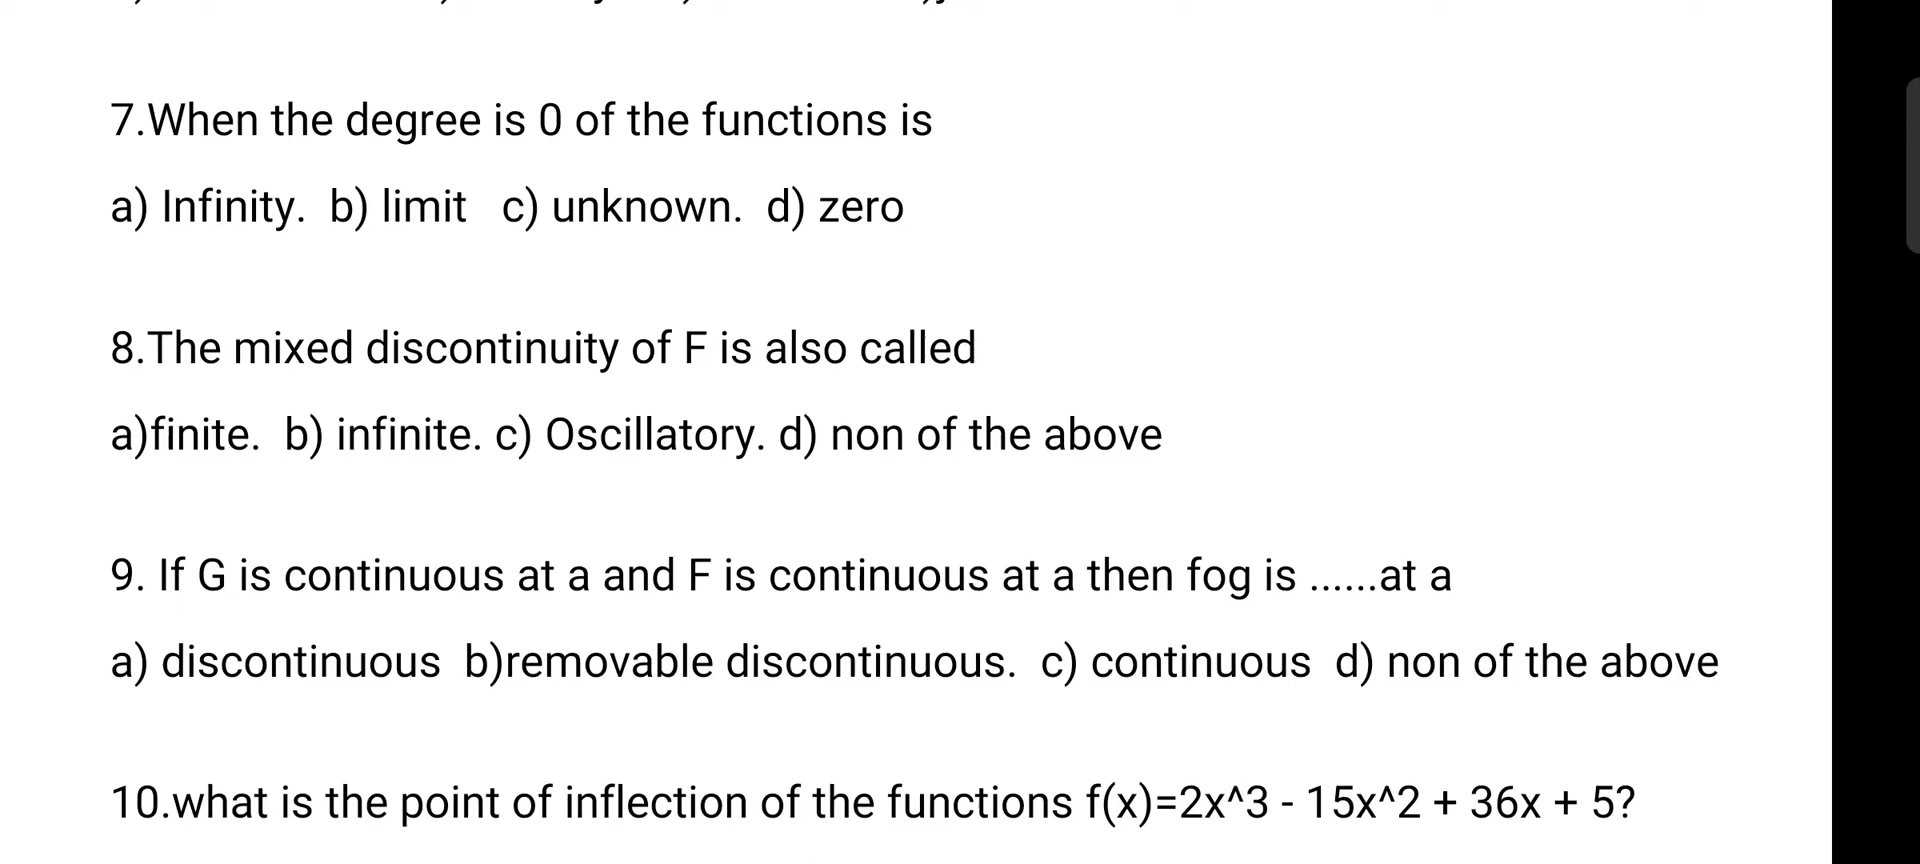 7.When the degree is 0 of the functions is
a) Infinity. b) limit c) unknown. d) zero
8.The mixed discontinuity of F is also called
a)finite. b) infinite. c) Oscillatory. d) non of the above
9. If G is continuous at a and F is continuous at a then fog is ......at a
a) discontinuous b)removable discontinuous. c) continuous d) non of the above
10.what is the point of inflection of the functions f(x)=2x^3 - 15x^2 + 36x + 5?